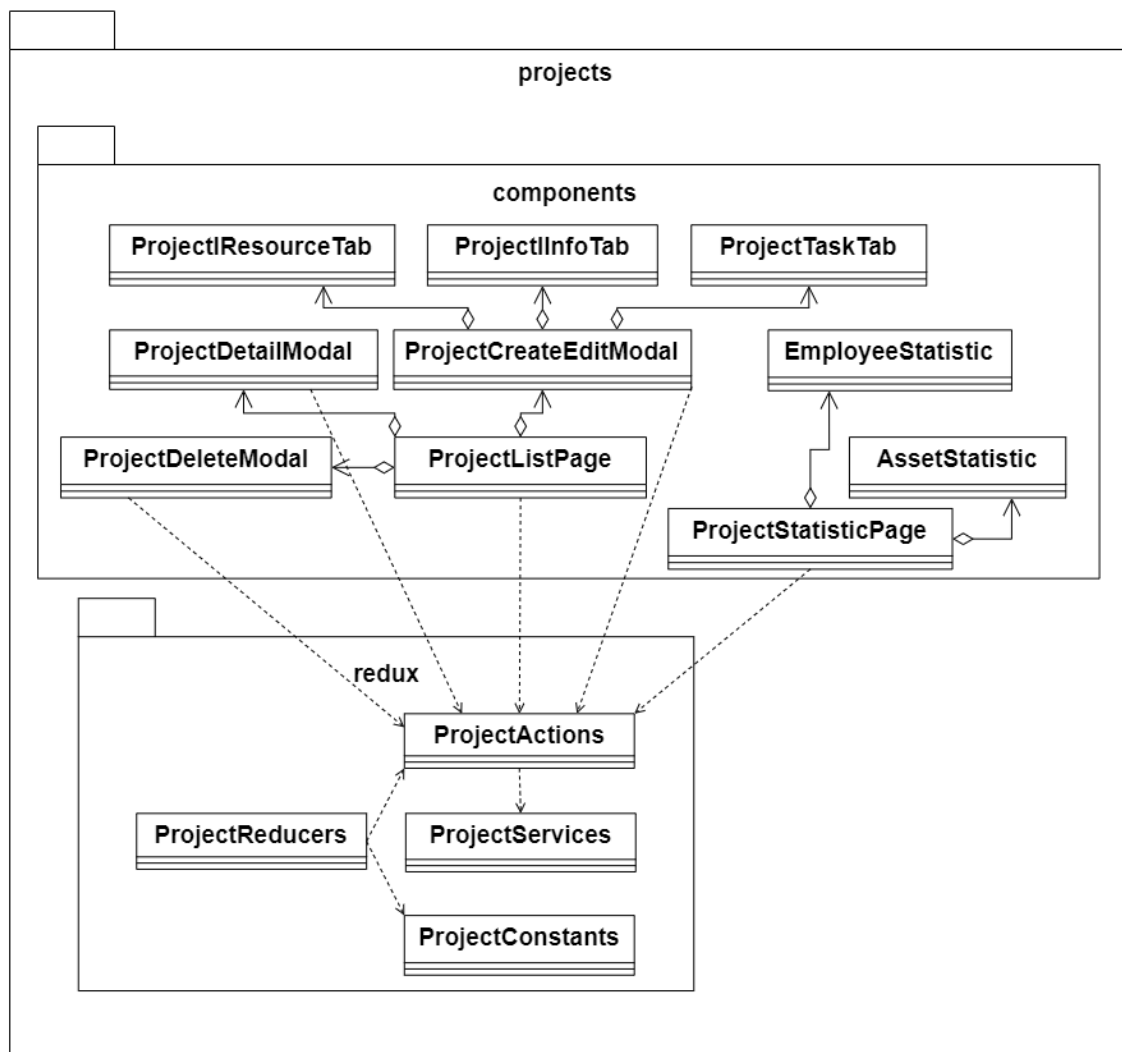 projects
components
ProjectIResourceTab
ProjectIInfoTab
ProjectTaskTab
ProjectDetailModal
ProjectCreateEditModal
EmployeeStatistic
ProjectDeleteModal
ProjectListPage
AssetStatistic
ProjectStatisticPage
redux
ProjectActions
ProjectReducers
ProjectServices
ProjectConstants